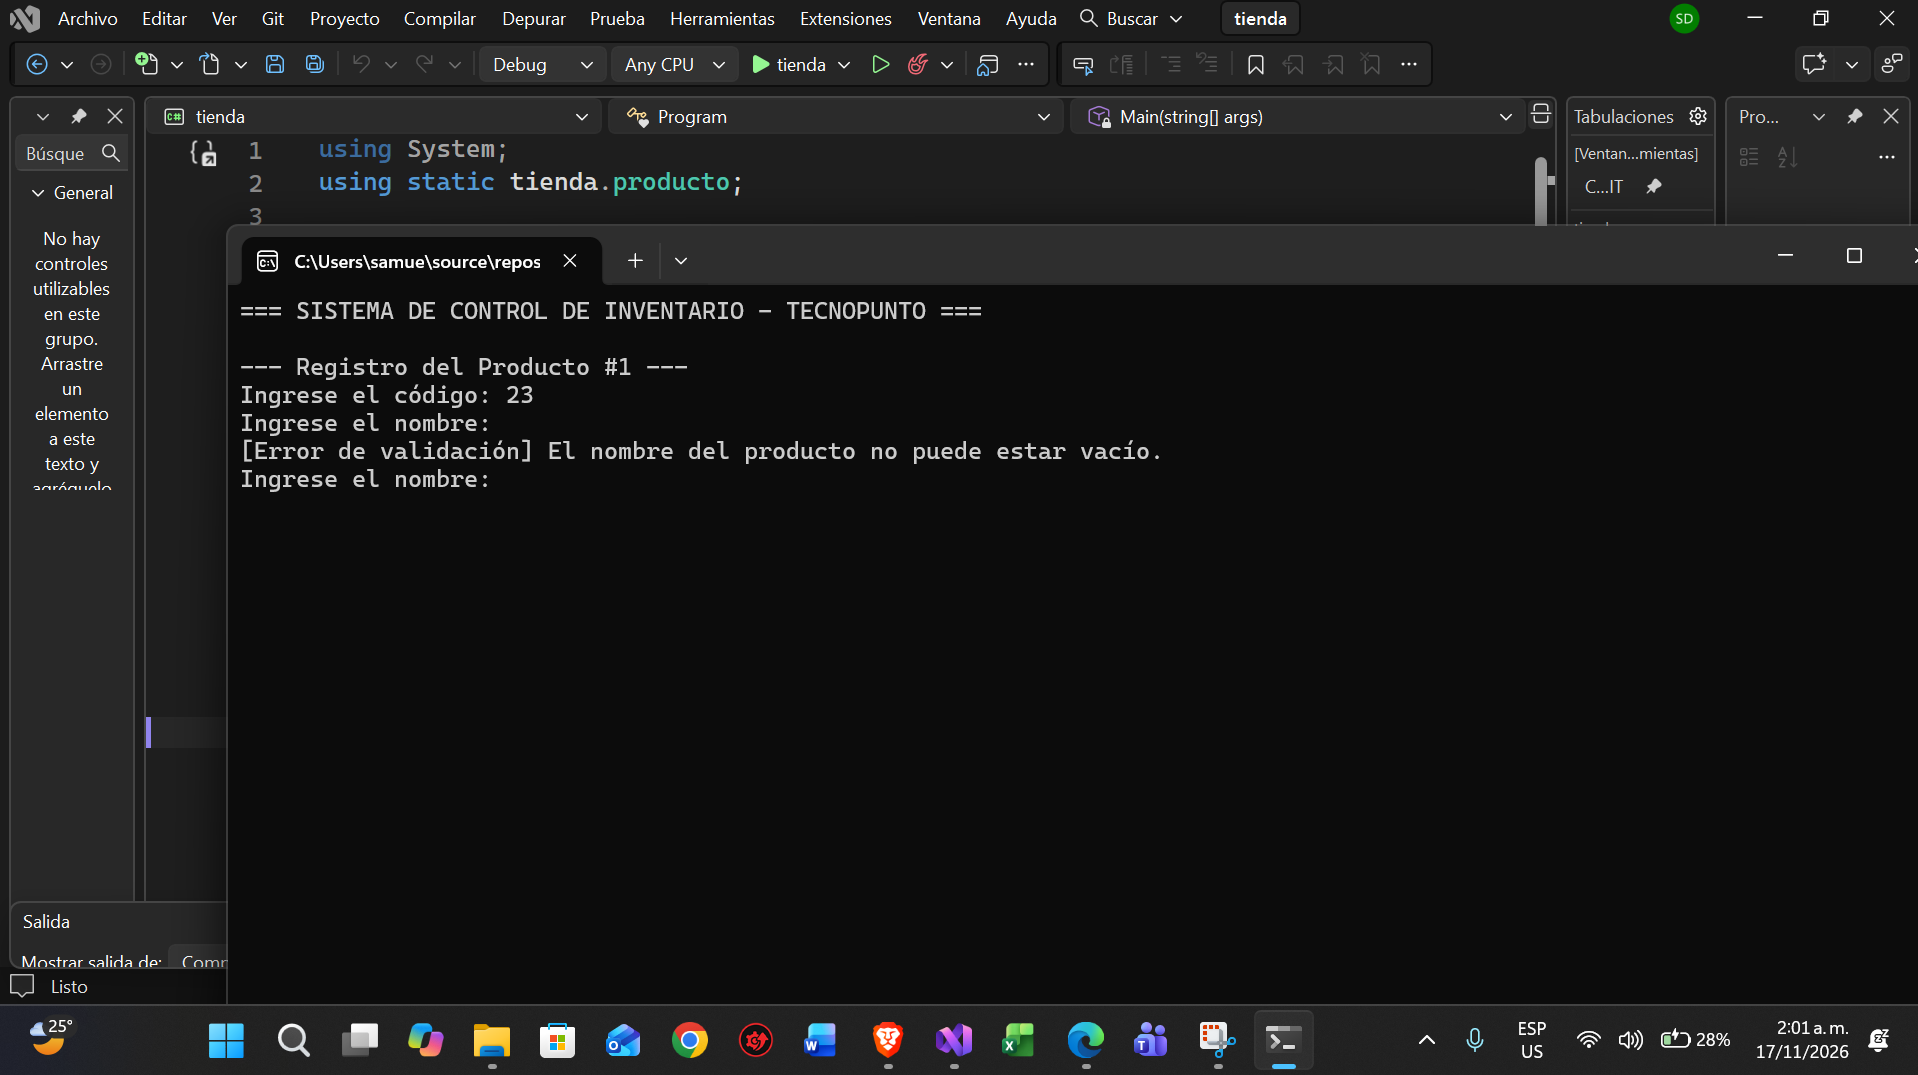 Archivo Editar Ver Git Proyecto Compilar Depurar Prueba Herramientas Extensiones Ventana Ayuda Buscar tienda SD
Debug Any CPU tienda
tienda Program Main(string[] args) Tabulaciones Pro...
Búsque
General
No hay
controles
utilizables
en este
grupo.
Arrastre
un
elemento
a este
texto y
agréguelo
1 using System;
2 using static tienda.producto;
3
[Ventan...mientas]
C...IT
C:\Users\samue\source\repos
=== SISTEMA DE CONTROL DE INVENTARIO - TECNOPUNTO ===
--- Registro del Producto #1 ---
Ingrese el código: 23
Ingrese el nombre:
[Error de validación] El nombre del producto no puede estar vacío.
Ingrese el nombre:
Salida
Mostrar salida de: Comp
Listo
25°
ESP
US
28%
2:01 a. m.
17/11/2026